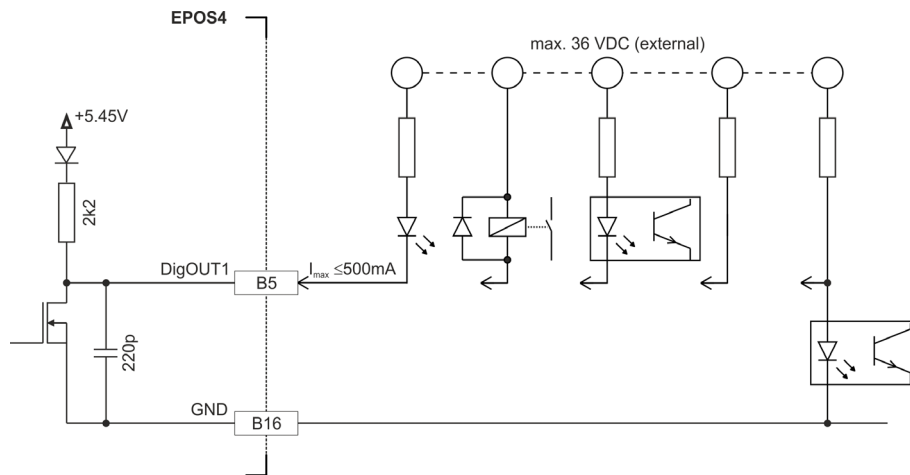 EPOS4
max. 36 VDC (external)
+5.45V
2k2
DigOUT1
B5
Imax ≤500mA
220p
GND
B16